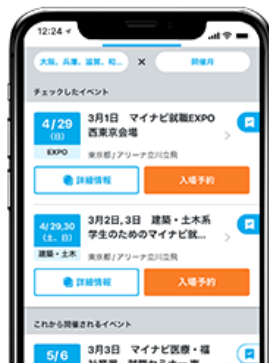 12:24
大阪、兵庫、滋賀、和... × 開催月
チェックしたイベント
4/29
(日)
EXPO
3月1日 マイナビ就職EXPO
西東京会場
東京都/アリーナ立川立飛
詳細情報 入場予約
4/29,30
(土、日)
建築・土木
3月2日,3日 建築・土木系
学生のためのマイナビ就...
東京都/アリーナ立川立飛
詳細情報 入場予約
これから開催されるイベント
5/6
3月3日 マイナビ医療・福